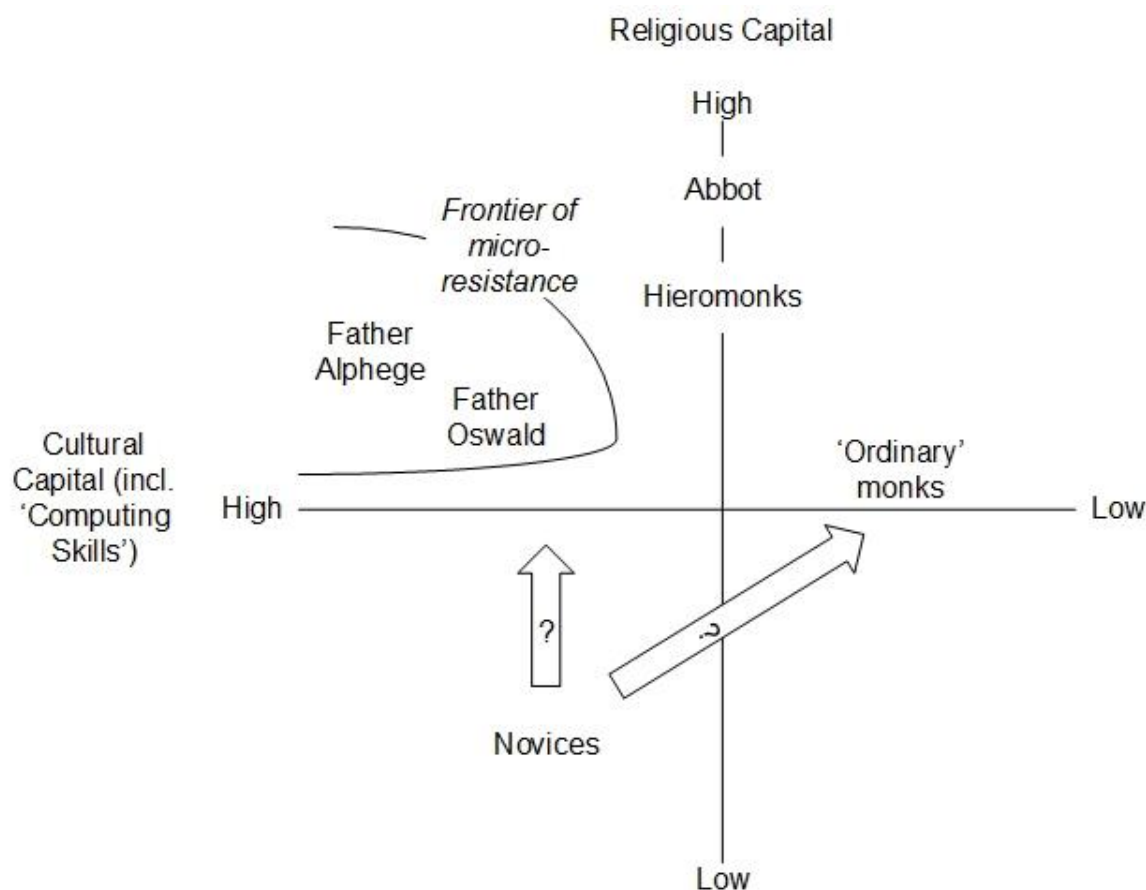 Religious Capital
High
Abbot
Frontier of
micro-
resistance
Hieromonks
Father
Alphege
Father
Oswald
Cultural
Capital (incl.
‘Computing
Skills’)
High
‘Ordinary’
monks
Low
?
?
Novices
Low